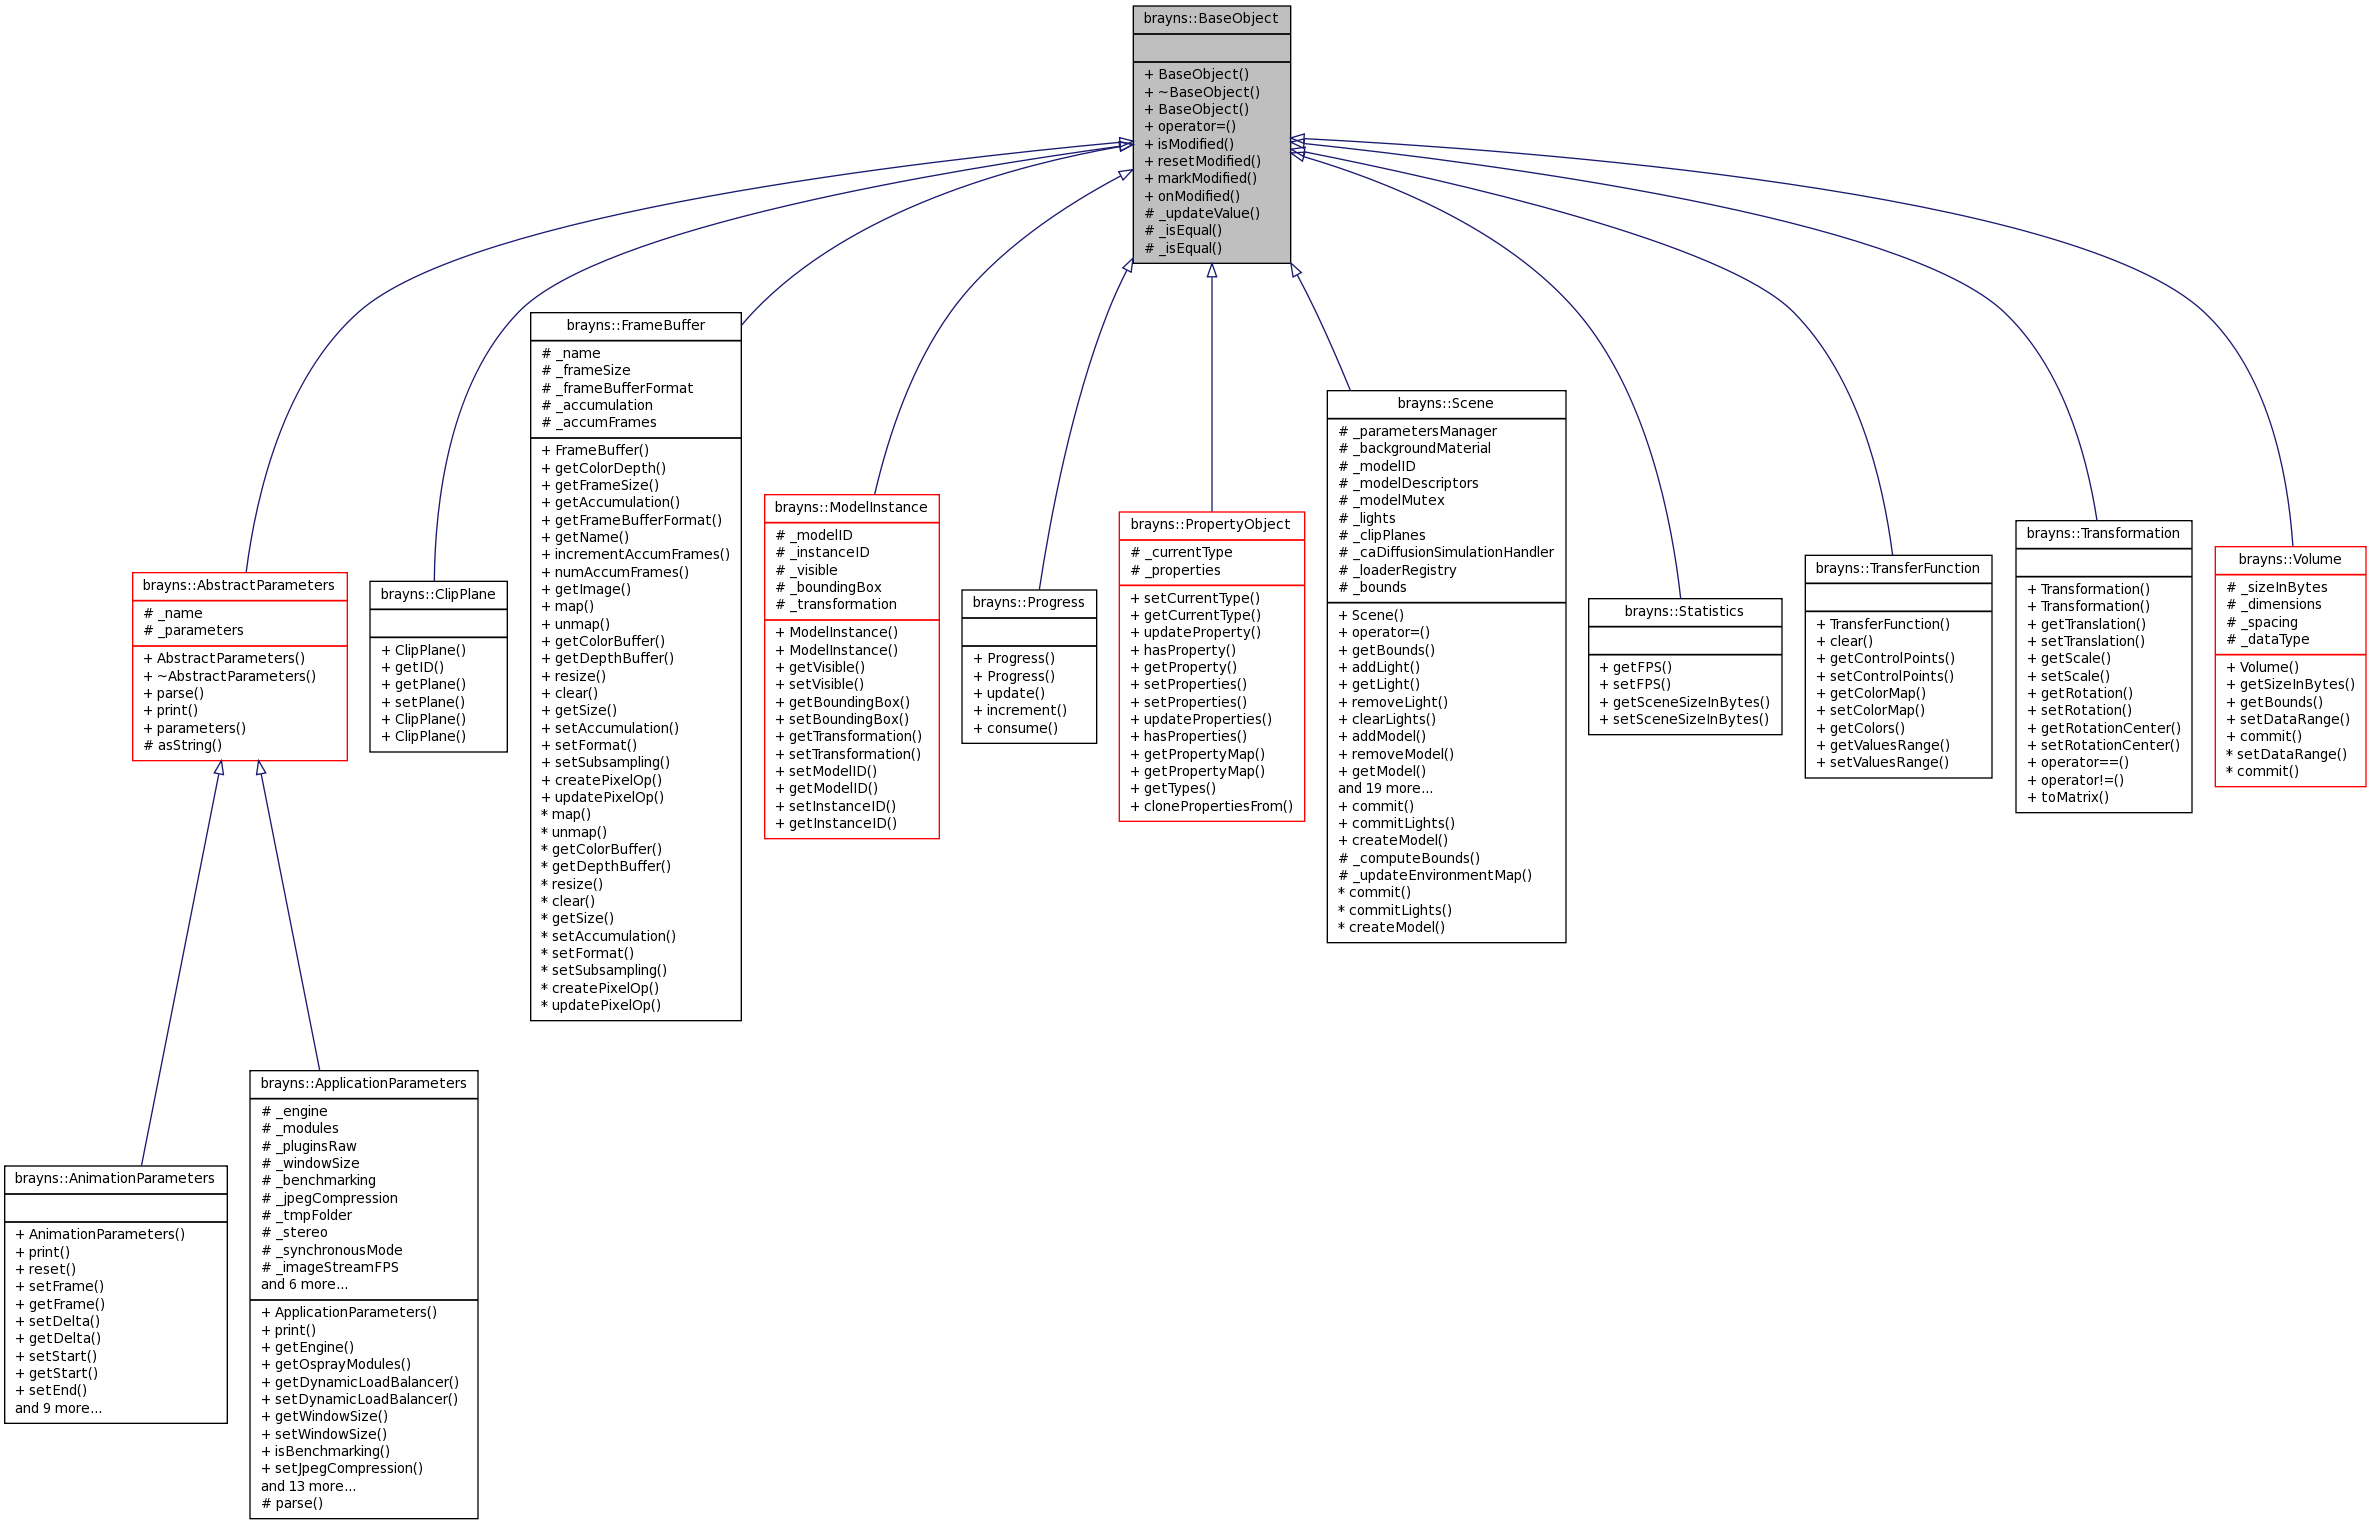 brayns::BaseObject
+ BaseObject()
+ ~BaseObject()
+ BaseObject()
+ operator=()
+ isModified()
+ resetModified()
+ markModified()
+ onModified()
# _updateValue()
# _isEqual()
# _isEqual()
brayns::AbstractParameters
# _name
# _parameters
+ AbstractParameters()
+ ~AbstractParameters()
+ parse()
+ print()
+ parameters()
# asString()
brayns::ClipPlane
+ ClipPlane()
+ getID()
+ getPlane()
+ setPlane()
+ ClipPlane()
+ ClipPlane()
brayns::FrameBuffer
# _name
# _frameSize
# _frameBufferFormat
# _accumulation
# _accumFrames
+ FrameBuffer()
+ getColorDepth()
+ getFrameSize()
+ getAccumulation()
+ getFrameBufferFormat()
+ getName()
+ incrementAccumFrames()
+ numAccumFrames()
+ getImage()
+ map()
+ unmap()
+ getColorBuffer()
+ getDepthBuffer()
+ resize()
+ clear()
+ getSize()
+ setAccumulation()
+ setFormat()
+ setSubsampling()
+ createPixelOp()
+ updatePixelOp()
* map()
* unmap()
* getColorBuffer()
* getDepthBuffer()
* resize()
* clear()
* getSize()
* setAccumulation()
* setFormat()
* setSubsampling()
* createPixelOp()
* updatePixelOp()
brayns::ModelInstance
# _modelID
# _instanceID
# _visible
# _boundingBox
# _transformation
+ ModelInstance()
+ ModelInstance()
+ getVisible()
+ setVisible()
+ getBoundingBox()
+ setBoundingBox()
+ getTransformation()
+ setTransformation()
+ setModelID()
+ getModelID()
+ setInstanceID()
+ getInstanceID()
brayns::Progress
+ Progress()
+ Progress()
+ update()
+ increment()
+ consume()
brayns::PropertyObject
# _currentType
# _properties
+ setCurrentType()
+ getCurrentType()
+ updateProperty()
+ hasProperty()
+ getProperty()
+ setProperties()
+ setProperties()
+ updateProperties()
+ hasProperties()
+ getPropertyMap()
+ getPropertyMap()
+ getTypes()
+ clonePropertiesFrom()
brayns::Scene
# _parametersManager
# _backgroundMaterial
# _modelID
# _modelDescriptors
# _modelMutex
# _lights
# _clipPlanes
# _caDiffusionSimulationHandler
# _loaderRegistry
# _bounds
+ Scene()
+ operator=()
+ getBounds()
+ addLight()
+ getLight()
+ removeLight()
+ clearLights()
+ addModel()
+ removeModel()
+ getModel()
and 19 more...
+ commit()
+ commitLights()
+ createModel()
# _computeBounds()
# _updateEnvironmentMap()
* commit()
* commitLights()
* createModel()
brayns::Statistics
+ getFPS()
+ setFPS()
+ getSceneSizeInBytes()
+ setSceneSizeInBytes()
brayns::TransferFunction
+ TransferFunction()
+ clear()
+ getControlPoints()
+ setControlPoints()
+ getColorMap()
+ setColorMap()
+ getColors()
+ getValuesRange()
+ setValuesRange()
brayns::Transformation
+ Transformation()
+ Transformation()
+ getTranslation()
+ setTranslation()
+ getScale()
+ setScale()
+ getRotation()
+ setRotation()
+ getRotationCenter()
+ setRotationCenter()
+ operator==()
+ operator!=()
+ toMatrix()
brayns::Volume
# _sizeInBytes
# _dimensions
# _spacing
# _dataType
+ Volume()
+ getSizeInBytes()
+ getBounds()
+ setDataRange()
+ commit()
* setDataRange()
* commit()
brayns::AnimationParameters
+ AnimationParameters()
+ print()
+ reset()
+ setFrame()
+ getFrame()
+ setDelta()
+ getDelta()
+ setStart()
+ getStart()
+ setEnd()
and 9 more...
brayns::ApplicationParameters
# _engine
# _modules
# _pluginsRaw
# _windowSize
# _benchmarking
# _jpegCompression
# _tmpFolder
# _stereo
# _synchronousMode
# _imageStreamFPS
and 6 more...
+ ApplicationParameters()
+ print()
+ getEngine()
+ getOsprayModules()
+ getDynamicLoadBalancer()
+ setDynamicLoadBalancer()
+ getWindowSize()
+ setWindowSize()
+ isBenchmarking()
+ setJpegCompression()
and 13 more...
# parse()